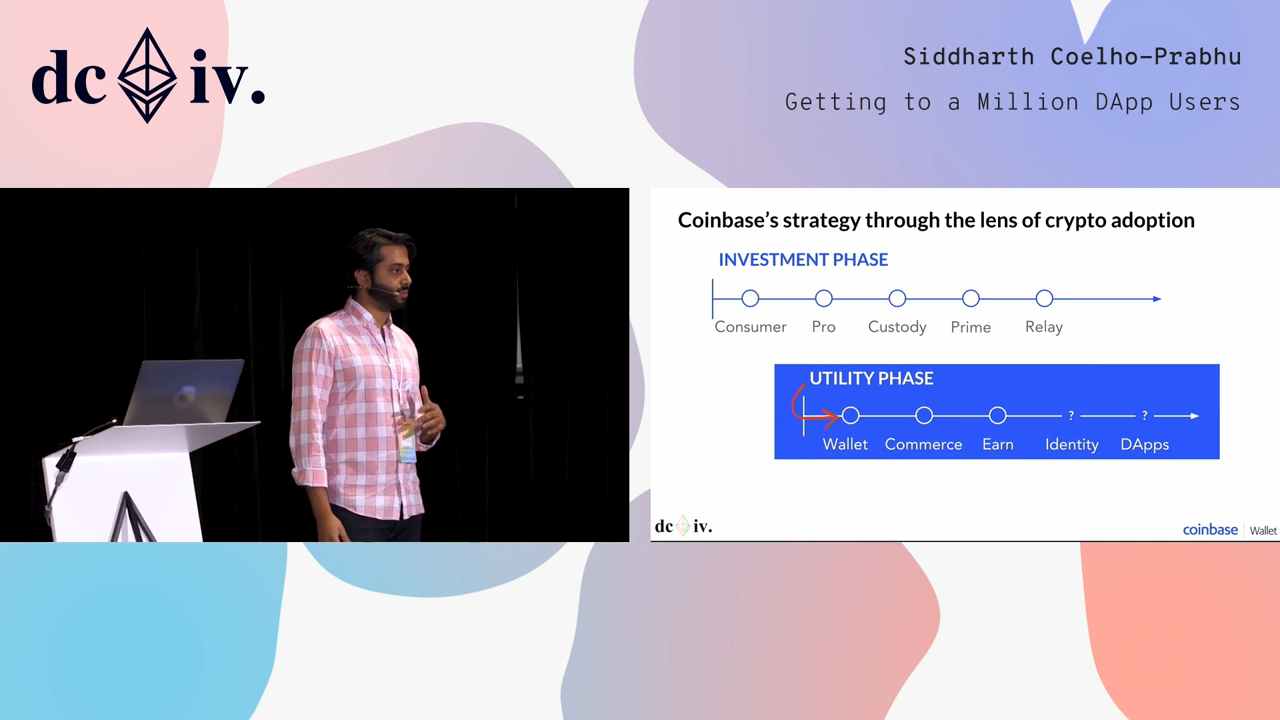 dc iv.
Siddharth Coelho-Prabhu
Getting to a Million DApp Users
Coinbase's strategy through the lens of crypto adoption
INVESTMENT PHASE
Consumer Pro Custody Prime Relay
UTILITY PHASE
? ?
Wallet Commerce Earn Identity DApps
dc iv.
coinbase Wallet